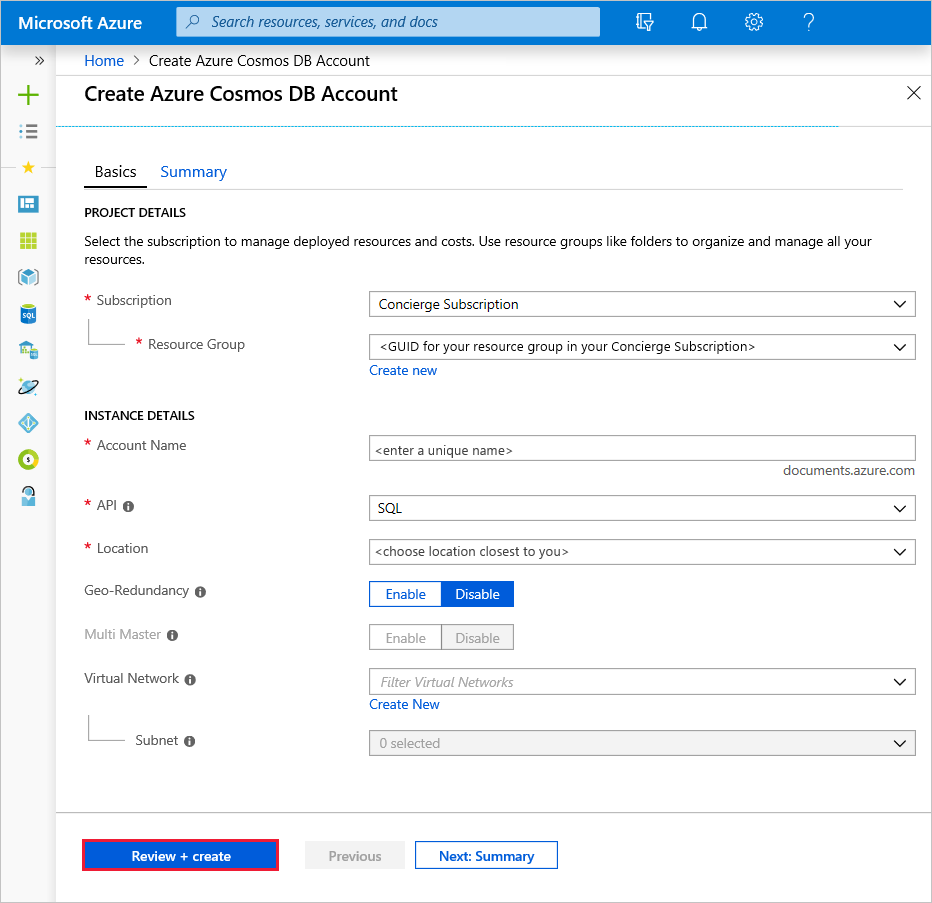 Microsoft Azure
Search resources, services, and docs
?
» Home > Create Azure Cosmos DB Account
Create Azure Cosmos DB Account
Basics Summary
PROJECT DETAILS
Select the subscription to manage deployed resources and costs. Use resource groups like folders to organize and manage all your
resources.
* Subscription Concierge Subscription
* Resource Group <GUID for your resource group in your Concierge Subscription>
Create new
INSTANCE DETAILS
* Account Name <enter a unique name>
documents.azure.com
* API SQL
* Location <choose location closest to you>
Geo-Redundancy Enable Disable
Multi Master Enable Disable
Virtual Network Filter Virtual Networks
Create New
Subnet 0 selected
Review + create Previous Next: Summary